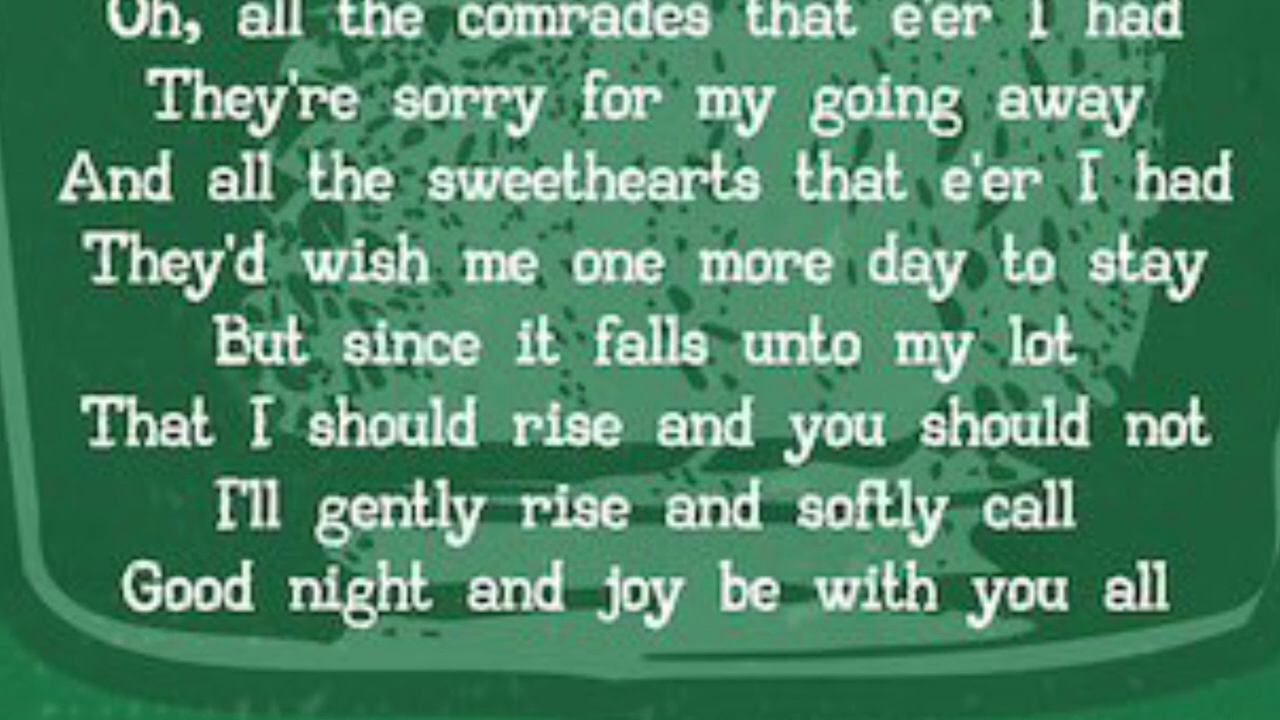 Oh, all the comrades that e'er I had
They're sorry for my going away
And all the sweethearts that e'er I had
They'd wish me one more day to stay
But since it falls unto my lot
That I should rise and you should not
I'll gently rise and softly call
Good night and joy be with you all